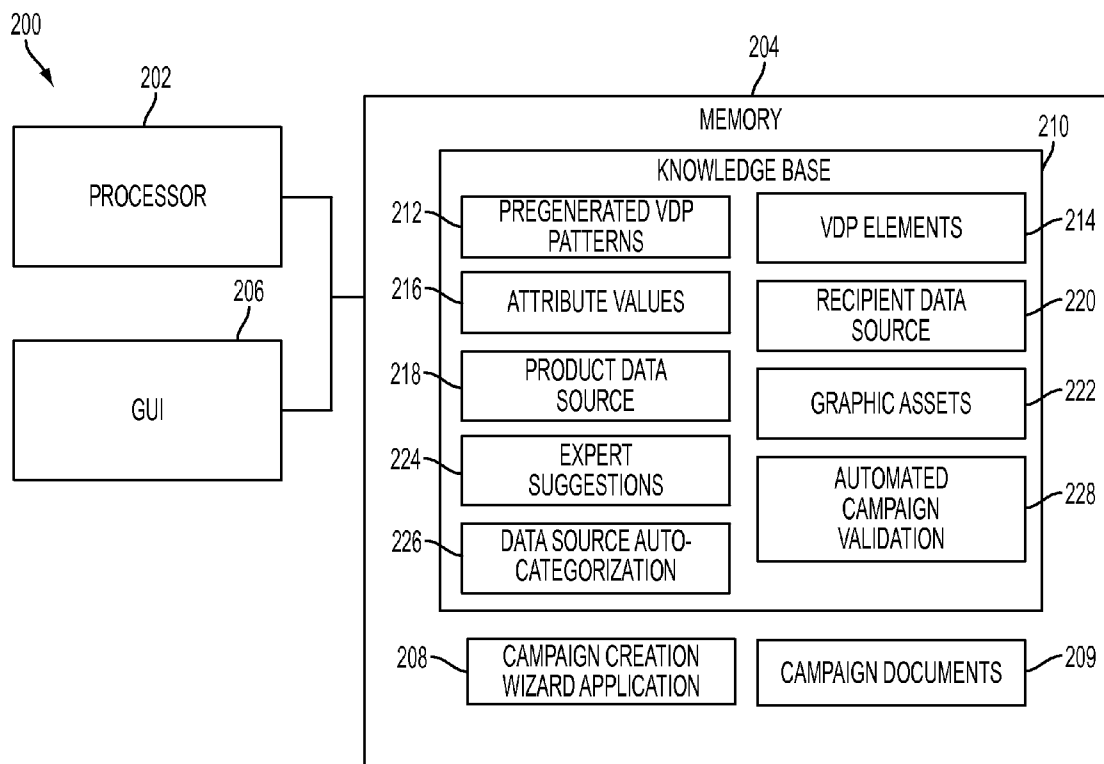 200
202
204
PROCESSOR
MEMORY
210
KNOWLEDGE BASE
212
PREGENERATED VDP
PATTERNS
VDP ELEMENTS
214
206
GUI
216
ATTRIBUTE VALUES
RECIPIENT DATA
SOURCE
220
218
PRODUCT DATA
SOURCE
GRAPHIC ASSETS
222
224
EXPERT
SUGGESTIONS
AUTOMATED
CAMPAIGN
VALIDATION
228
226
DATA SOURCE AUTO-
CATEGORIZATION
208
CAMPAIGN CREATION
WIZARD APPLICATION
CAMPAIGN DOCUMENTS
209